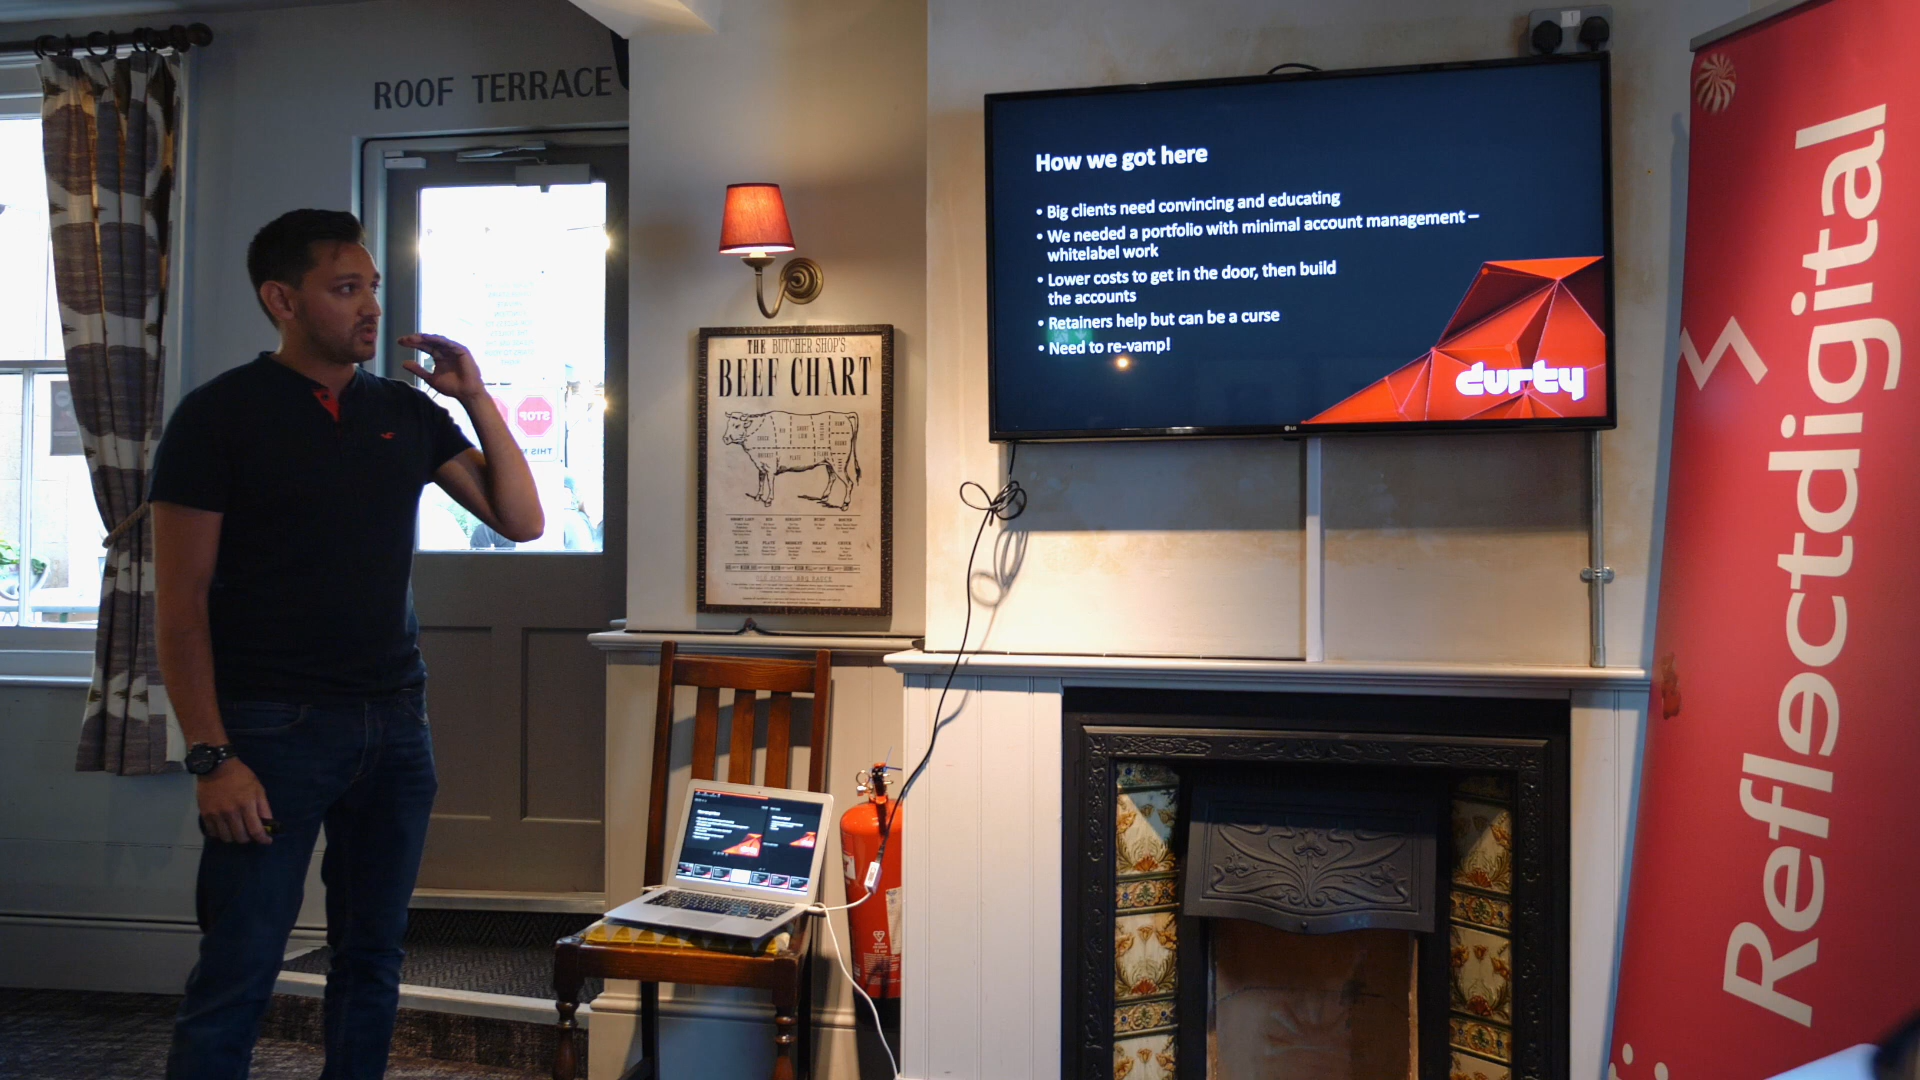 ROOF TERRACE
How we got here
• Big clients need convincing and educating
• We needed a portfolio with minimal account management –
whitelabel work
• Lower costs to get in the door, then build
the accounts
• Retainers help but can be a curse
• Need to re-vamp!
durty
LG
THE BUTCHER SHOP'S
BEEF CHART
STOP
Reflectdigital